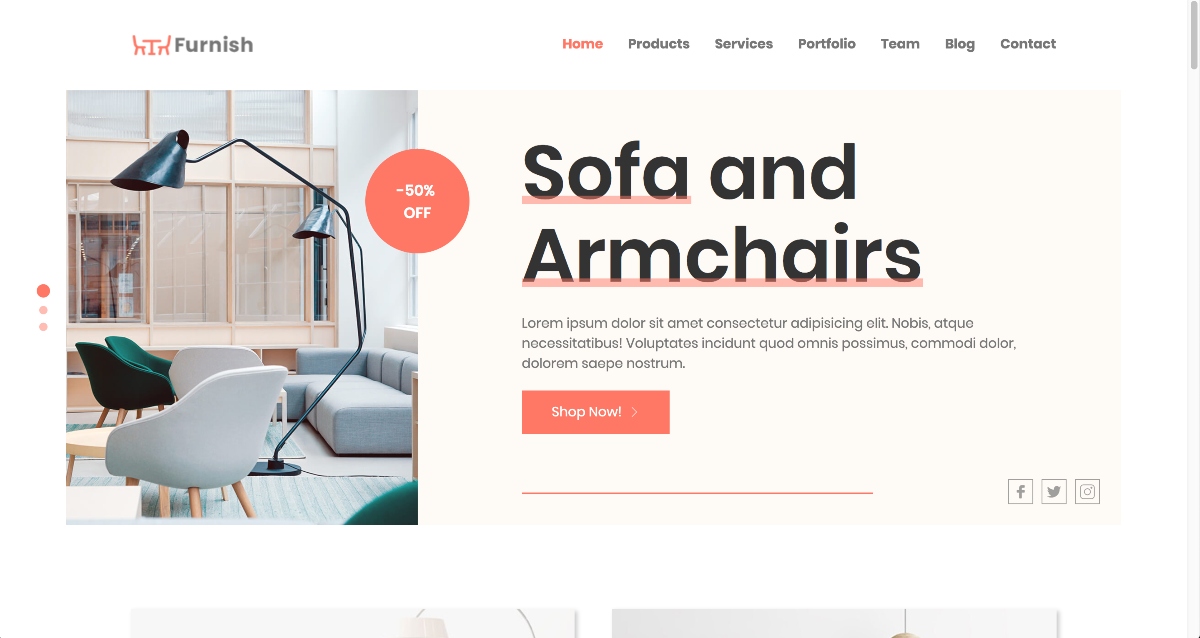 Furnish
Home Products Services Portfolio Team Blog Contact
-50%
OFF
Sofa and
Armchairs
Lorem ipsum dolor sit amet consectetur adipisicing elit. Nobis, atque
necessitatibus! Voluptates incidunt quod omnis possimus, commodi dolor,
dolorem saepe nostrum.
Shop Now!